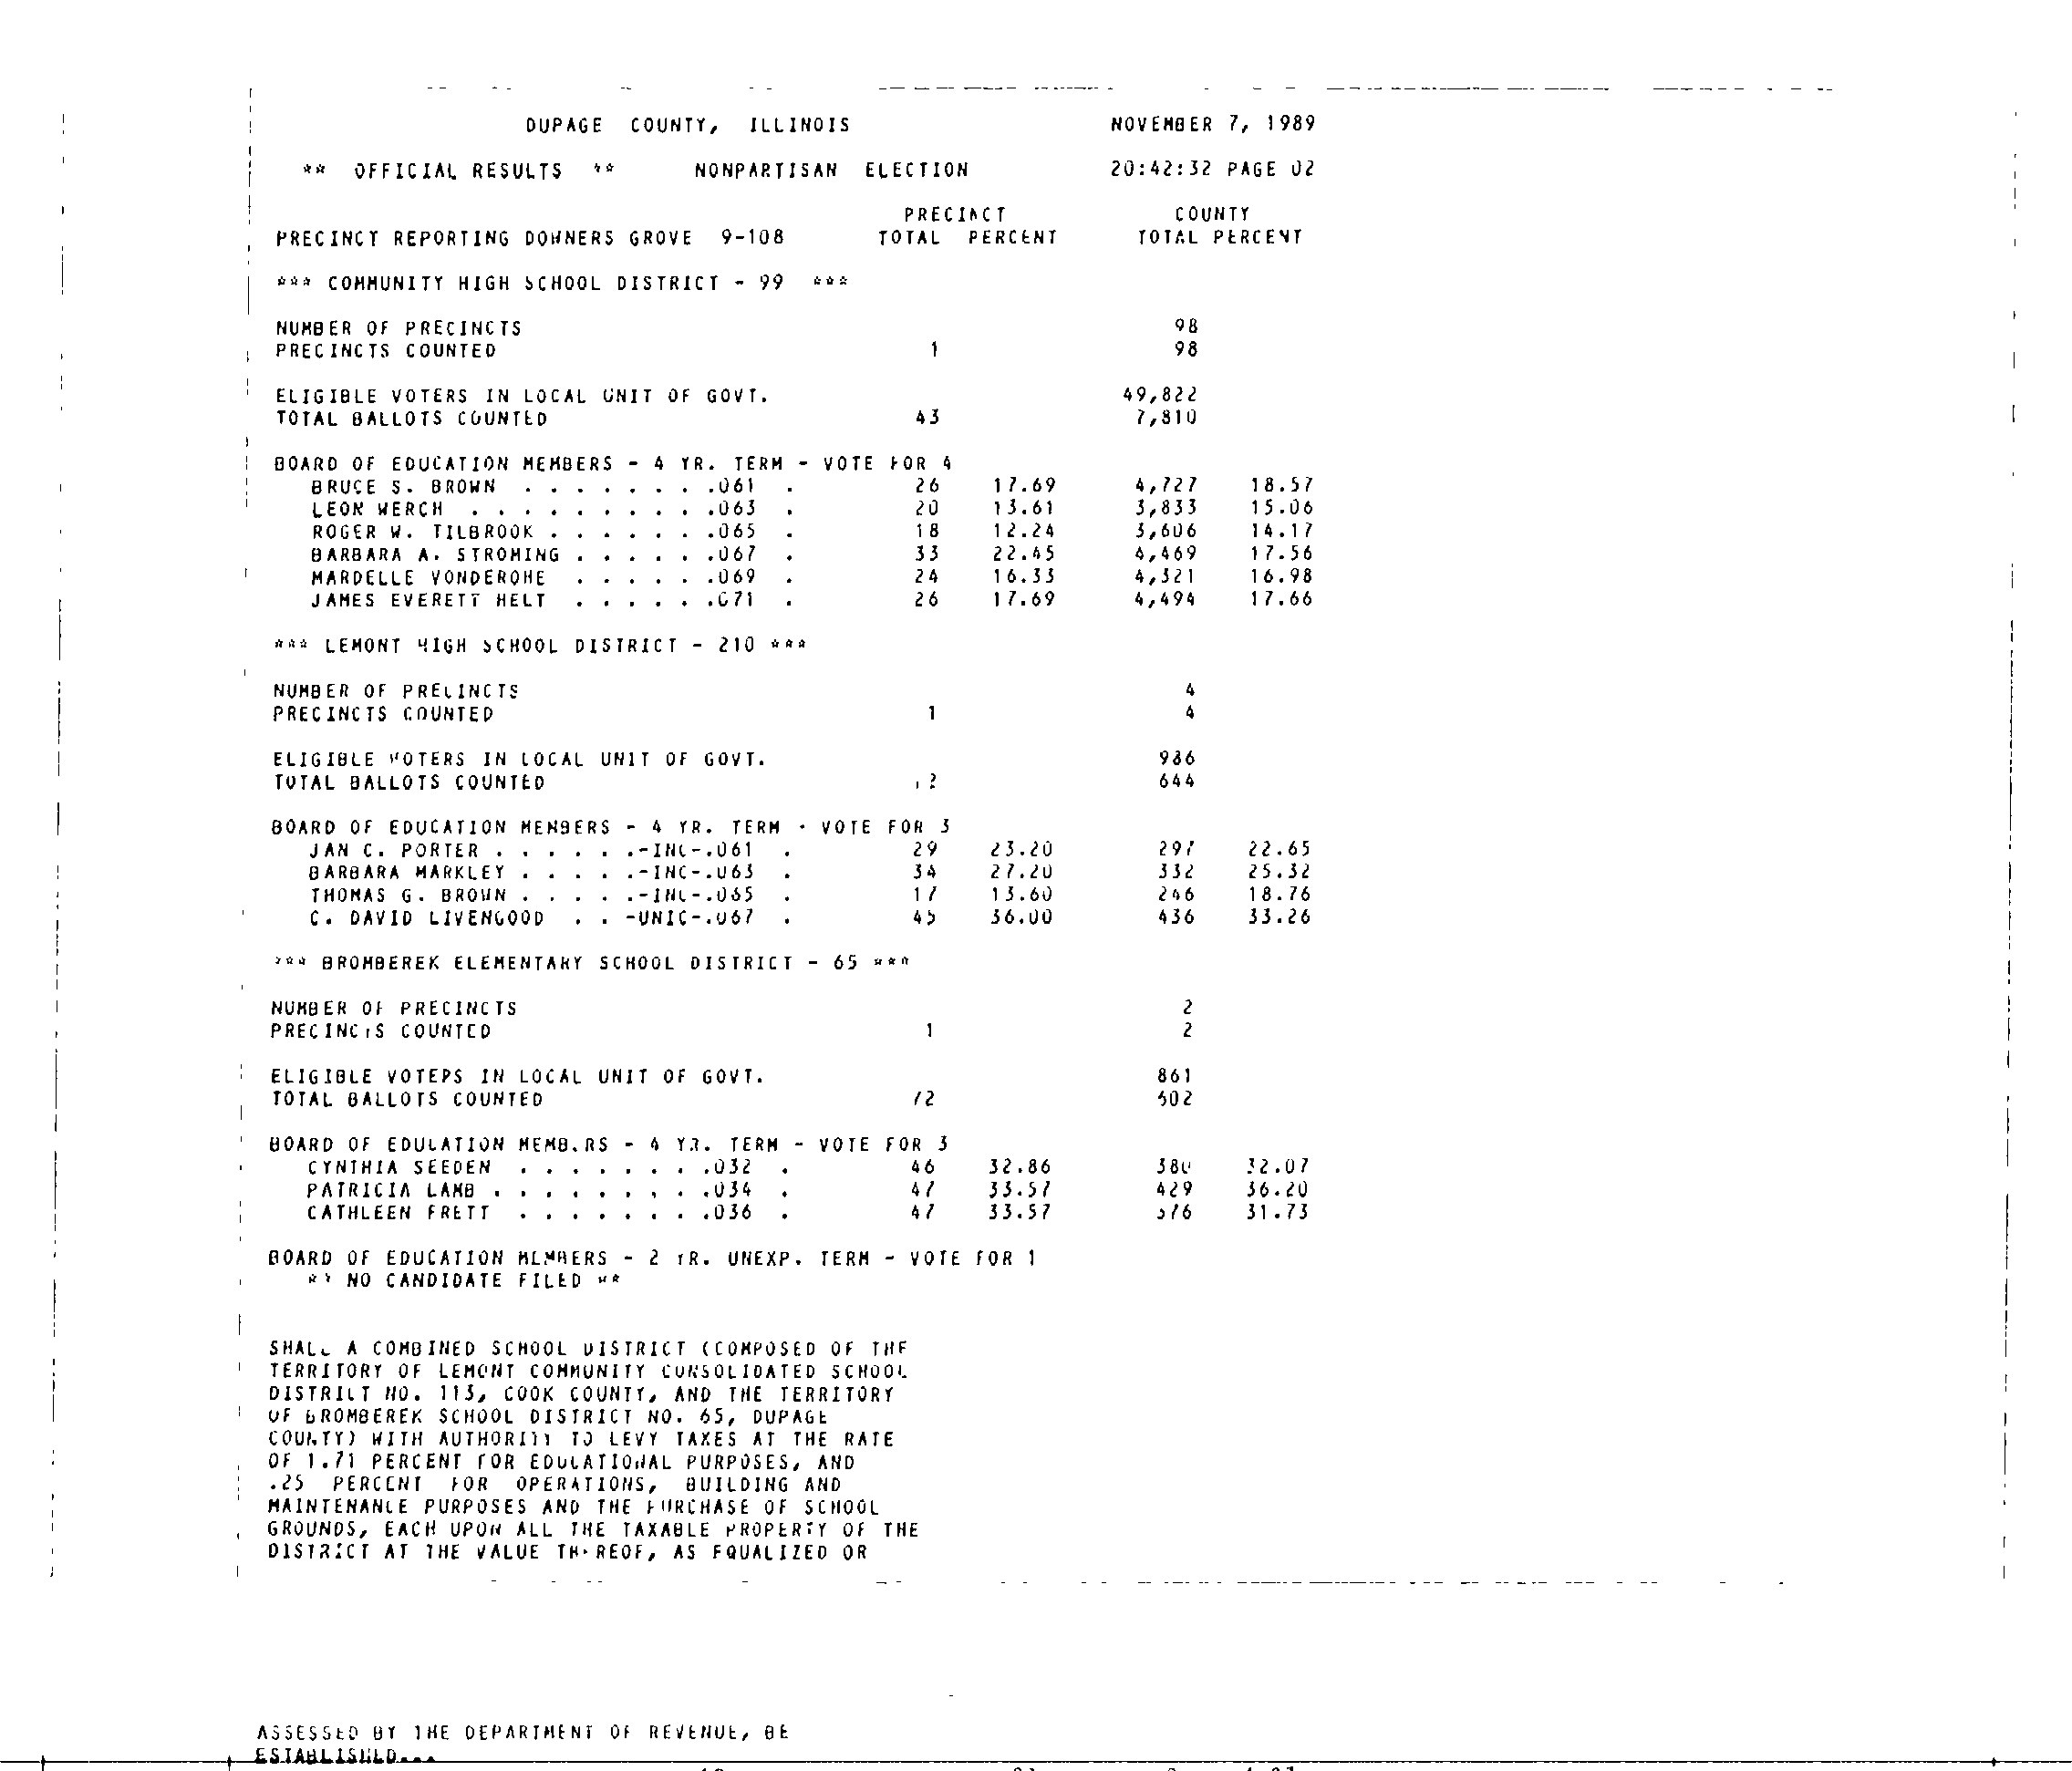 DUPAGE COUNTY, ILLINOIS NOVEMBER 7, 1989
** OFFICIAL RESULTS ** NONPARTISAN ELECTION 20:42:32 PAGE 02
PRECINCT COUNTY
PRECINCT REPORTING DOWNERS GROVE 9-108 TOTAL PERCENT TOTAL PERCENT
*** COMMUNITY HIGH SCHOOL DISTRICT - 99 ***
NUMBER OF PRECINCTS 98
PRECINCTS COUNTED 1 98
ELIGIBLE VOTERS IN LOCAL UNIT OF GOVT. 49,822
TOTAL BALLOTS COUNTED 43 7,810
BOARD OF EDUCATION MEMBERS - 4 YR. TERM - VOTE FOR 4
BRUCE S. BROWN . . . . . . . .061 . 26 17.69 4,727 18.57
LEON WERCH . . . . . . . . . .063 . 20 13.61 3,833 15.06
ROGER W. TILBROOK . . . . . . .065 . 18 12.24 3,606 14.17
BARBARA A. STROMING . . . . . .067 . 33 22.45 4,469 17.56
MARDELLE VONDEROHE . . . . . .069 . 24 16.33 4,321 16.98
JAMES EVERETT HELT . . . . . .071 . 26 17.69 4,494 17.66
*** LEMONT HIGH SCHOOL DISTRICT - 210 ***
NUMBER OF PRECINCTS 4
PRECINCTS COUNTED 1 4
ELIGIBLE VOTERS IN LOCAL UNIT OF GOVT. 986
TOTAL BALLOTS COUNTED 644
BOARD OF EDUCATION MEMBERS - 4 YR. TERM - VOTE FOR 3
JAN C. PORTER . . . . . .-INC-.061 . 29 23.20 297 22.65
BARBARA MARKLEY . . . . .-INC-.063 . 34 27.20 332 25.32
THOMAS G. BROWN . . . . .-INC-.065 . 17 13.60 246 18.76
C. DAVID LIVENGOOD . . -UNIC-.067 . 45 36.00 436 33.26
*** BROMBEREK ELEMENTARY SCHOOL DISTRICT - 65 ***
NUMBER OF PRECINCTS 2
PRECINCTS COUNTED 1 2
ELIGIBLE VOTERS IN LOCAL UNIT OF GOVT. 861
TOTAL BALLOTS COUNTED 72
BOARD OF EDUCATION MEMBERS - 4 YR. TERM - VOTE FOR 3
CYNTHIA SEEDEN . . . . . . . .032 . 46 32.86 380 32.07
PATRICIA LAMB . . . . . . . . .034 . 47 33.57 429 36.20
CATHLEEN FRETT . . . . . . . .036 . 47 33.57 376 31.73
BOARD OF EDUCATION MEMBERS - 2 YR. UNEXP. TERM - VOTE FOR 1
** NO CANDIDATE FILED **
SHALL A COMBINED SCHOOL DISTRICT (COMPOSED OF THE
TERRITORY OF LEMONT COMMUNITY CONSOLIDATED SCHOOL
DISTRICT NO. 113, COOK COUNTY, AND THE TERRITORY
OF BROMBEREK SCHOOL DISTRICT NO. 65, DUPAGE
COUNTY) WITH AUTHORITY TO LEVY TAXES AT THE RATE
OF 1.71 PERCENT FOR EDUCATIONAL PURPOSES, AND
.25 PERCENT FOR OPERATIONS, BUILDING AND
MAINTENANCE PURPOSES AND THE PURCHASE OF SCHOOL
GROUNDS, EACH UPON ALL THE TAXABLE PROPERTY OF THE
DISTRICT AT THE VALUE THEREOF, AS EQUALIZED OR
ASSESSED BY THE DEPARTMENT OF REVENUE, BE
ESTABLISHED...